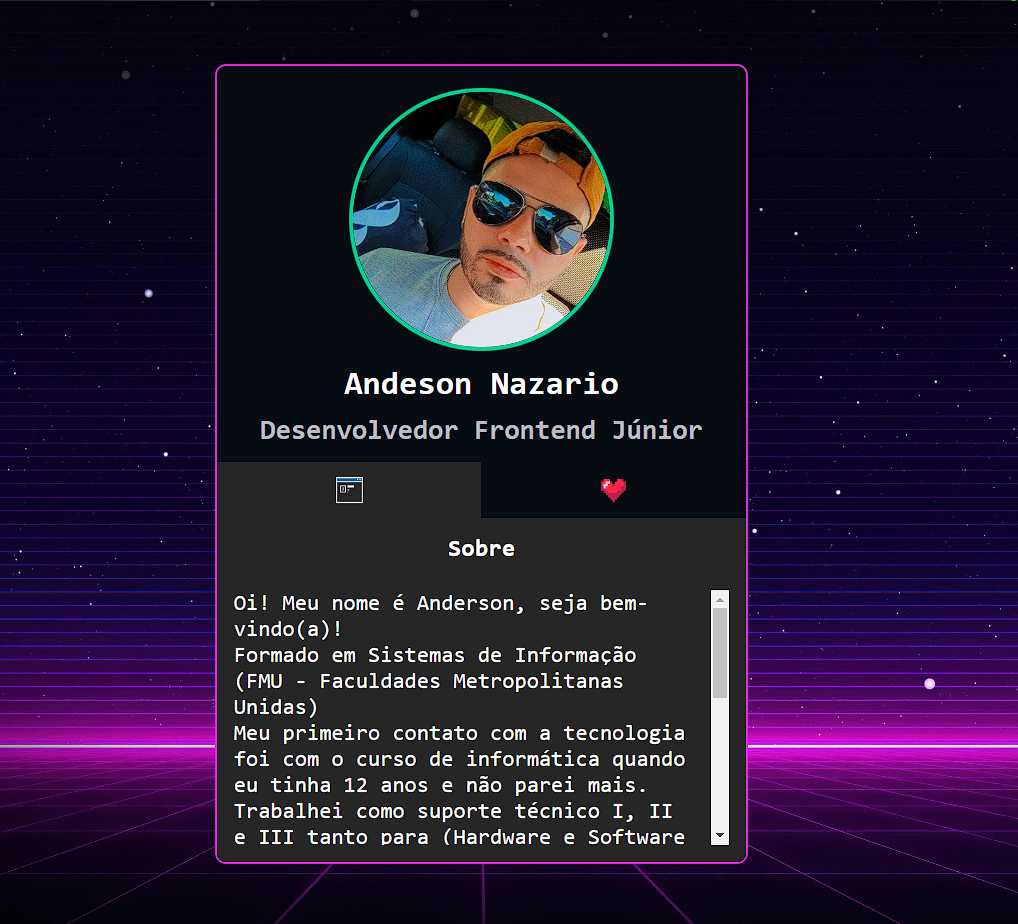 Andeson Nazario
Desenvolvedor Frontend Júnior
Sobre
Oi! Meu nome é Anderson, seja bem-
vindo(a)!
Formado em Sistemas de Informação
(FMU - Faculdades Metropolitanas
Unidas)
Meu primeiro contato com a tecnologia
foi com o curso de informática quando
eu tinha 12 anos e não parei mais.
Trabalhei como suporte técnico I, II
e III tanto para (Hardware e Software